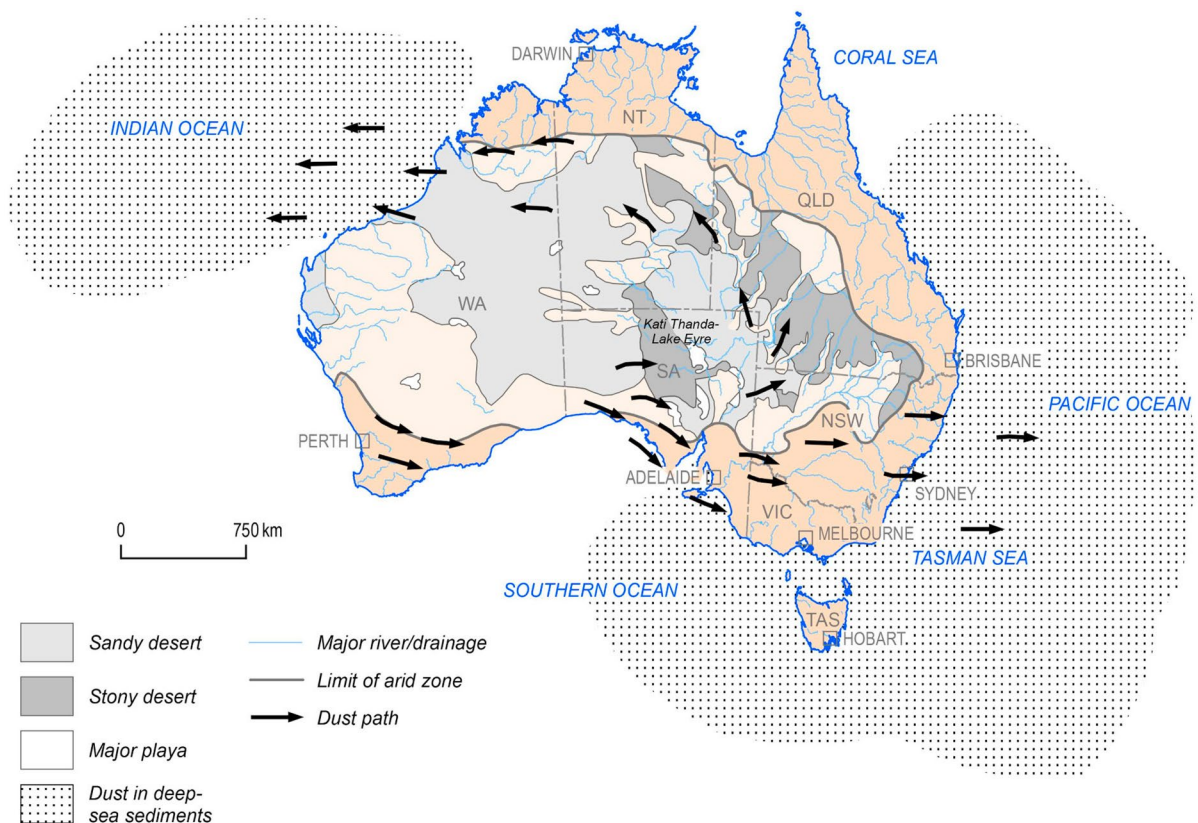 DARWIN
CORAL SEA
INDIAN OCEAN
NT
QLD
WA
Kati Thanda-
Lake Eyre
SA
BRISBANE
PACIFIC OCEAN
NSW
PERTH
ADELAIDE
SYDNEY
VIC
MELBOURNE
TASMAN SEA
SOUTHERN OCEAN
TAS
HOBART
0 750 km
Sandy desert
Stony desert
Major playa
Dust in deep-
sea sediments
Major river/drainage
Limit of arid zone
Dust path